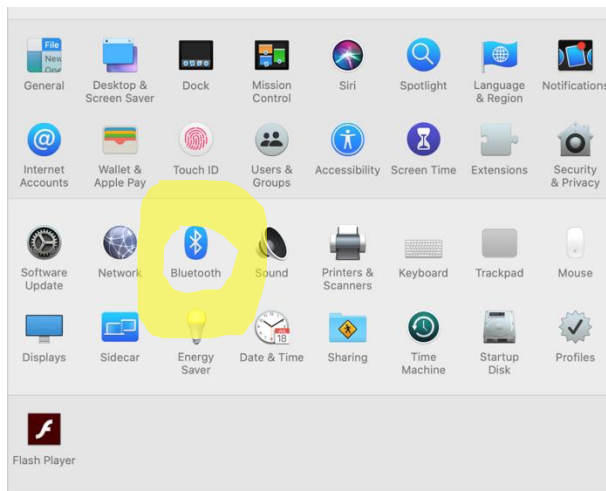 File
New
General
Desktop &
Screen Saver
Dock
Mission
Control
Siri
Spotlight
Language
& Region
Notifications
Internet
Accounts
Wallet &
Apple Pay
Touch ID
Users &
Groups
Accessibility
Screen Time
Extensions
Security
& Privacy
Software
Update
Network
Bluetooth
Sound
Printers &
Scanners
Keyboard
Trackpad
Mouse
Displays
Sidecar
Energy
Saver
18
Date & Time
Sharing
Time
Machine
Startup
Disk
Profiles
Flash Player